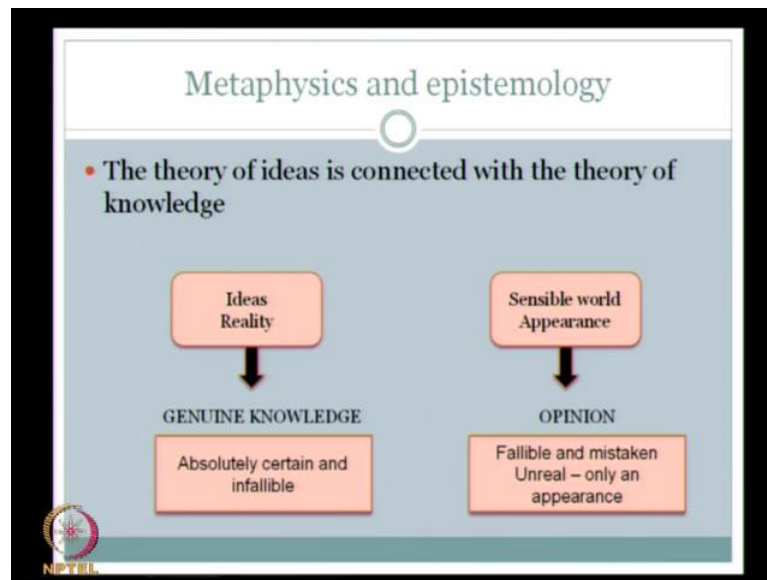 Metaphysics and epistemology
• The theory of ideas is connected with the theory of
knowledge
Ideas
Reality
Sensible world
Appearance
GENUINE KNOWLEDGE
OPINION
Absolutely certain and
infallible
Fallible and mistaken
Unreal – only an
appearance
NPTEL